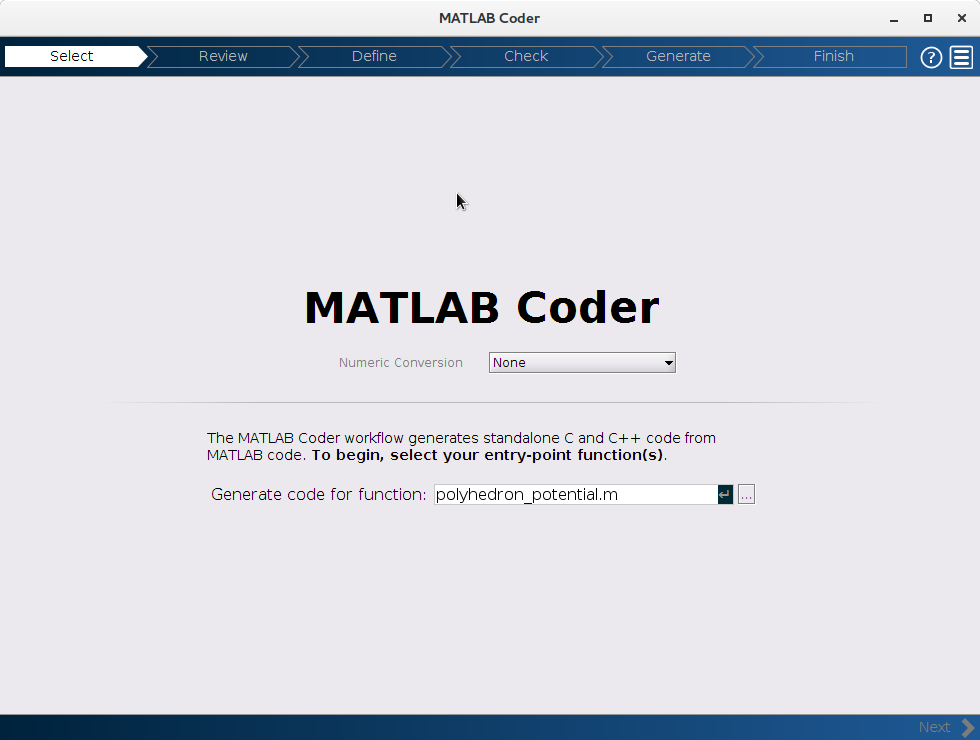 MATLAB Coder
Select Review Define Check Generate Finish ?
MATLAB Coder
Numeric Conversion None
The MATLAB Coder workflow generates standalone C and C++ code from
MATLAB code. To begin, select your entry-point function(s).
Generate code for function: polyhedron_potential.m ...
Next